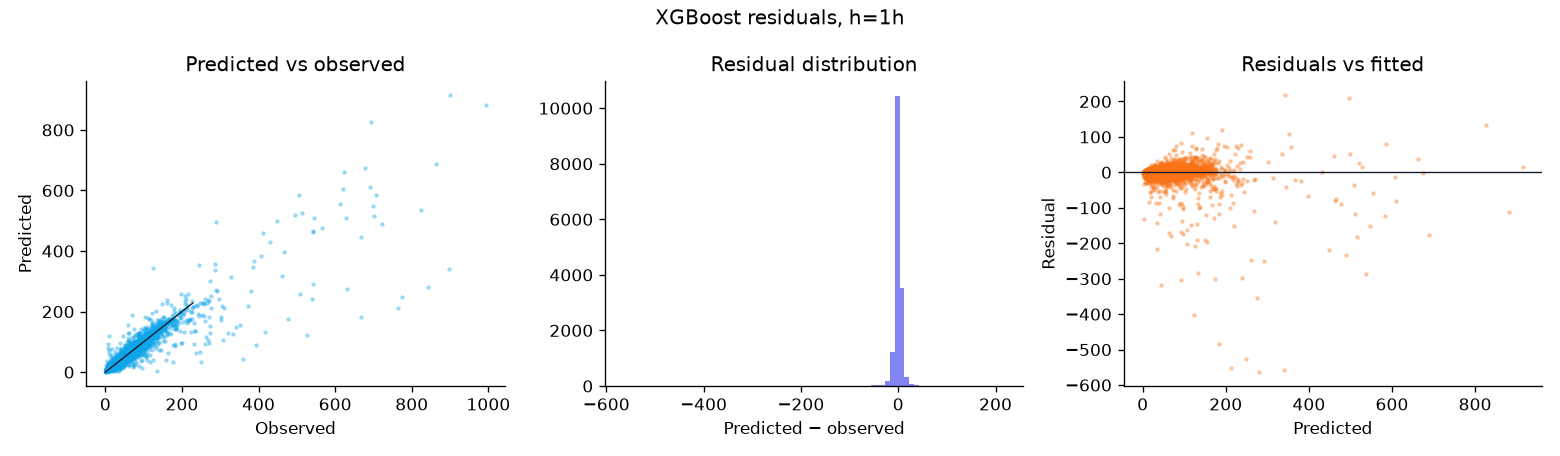 XGBoost residuals, h=1h
Predicted vs observed
Predicted
800
600
400
200
0
0 200 400 600 800 1000
Observed
Residual distribution
10000
8000
6000
4000
2000
0
−600 −400 −200 0 200
Predicted − observed
Residuals vs fitted
Residual
200
100
0
−100
−200
−300
−400
−500
−600
0 200 400 600 800
Predicted